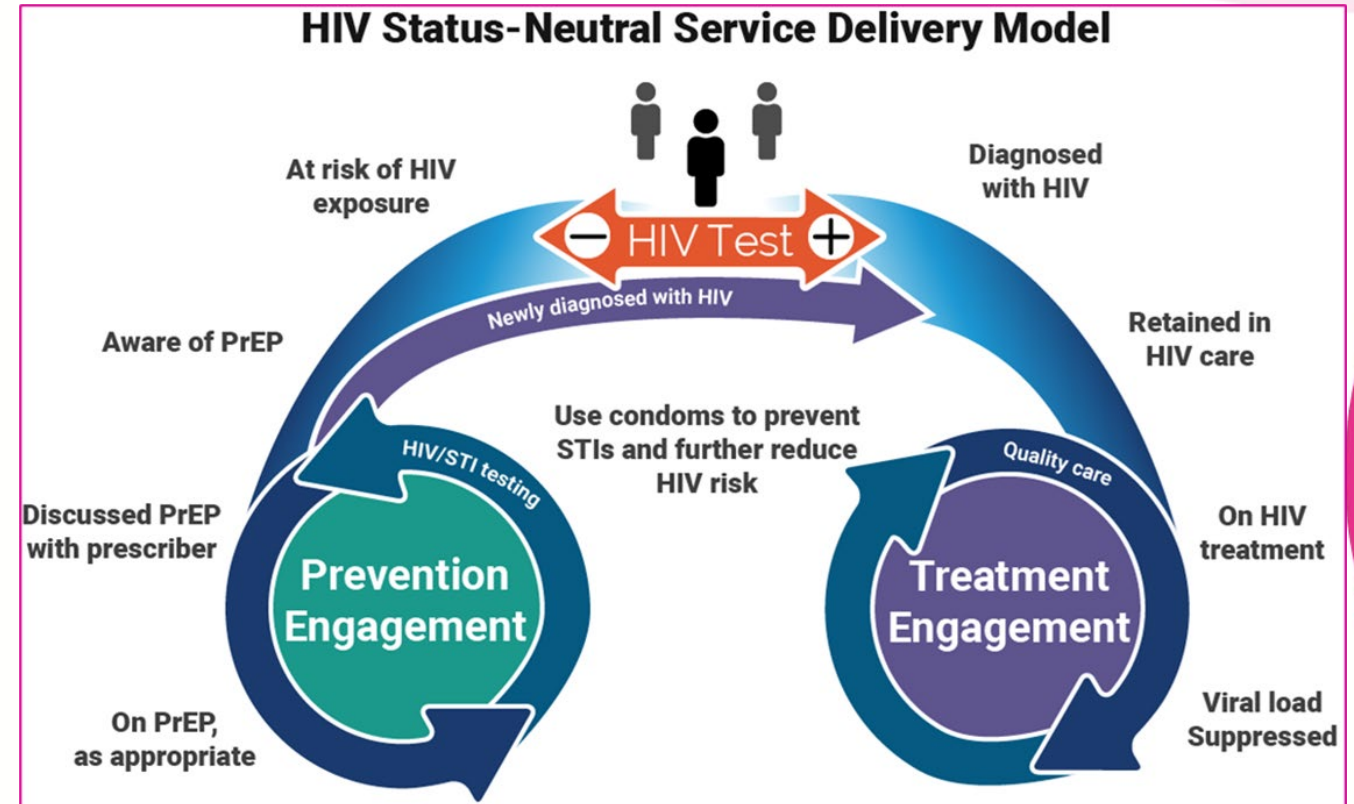 HIV Status-Neutral Service Delivery Model
At risk of HIV
exposure
Diagnosed
with HIV
− HIV Test +
Newly diagnosed with HIV
Aware of PrEP
Retained in
HIV care
Use condoms to prevent
STIs and further reduce
HIV risk
HIV/STI testing
Quality care
Discussed PrEP
with prescriber
On HIV
treatment
Prevention
Engagement
Treatment
Engagement
On PrEP,
as appropriate
Viral load
Suppressed